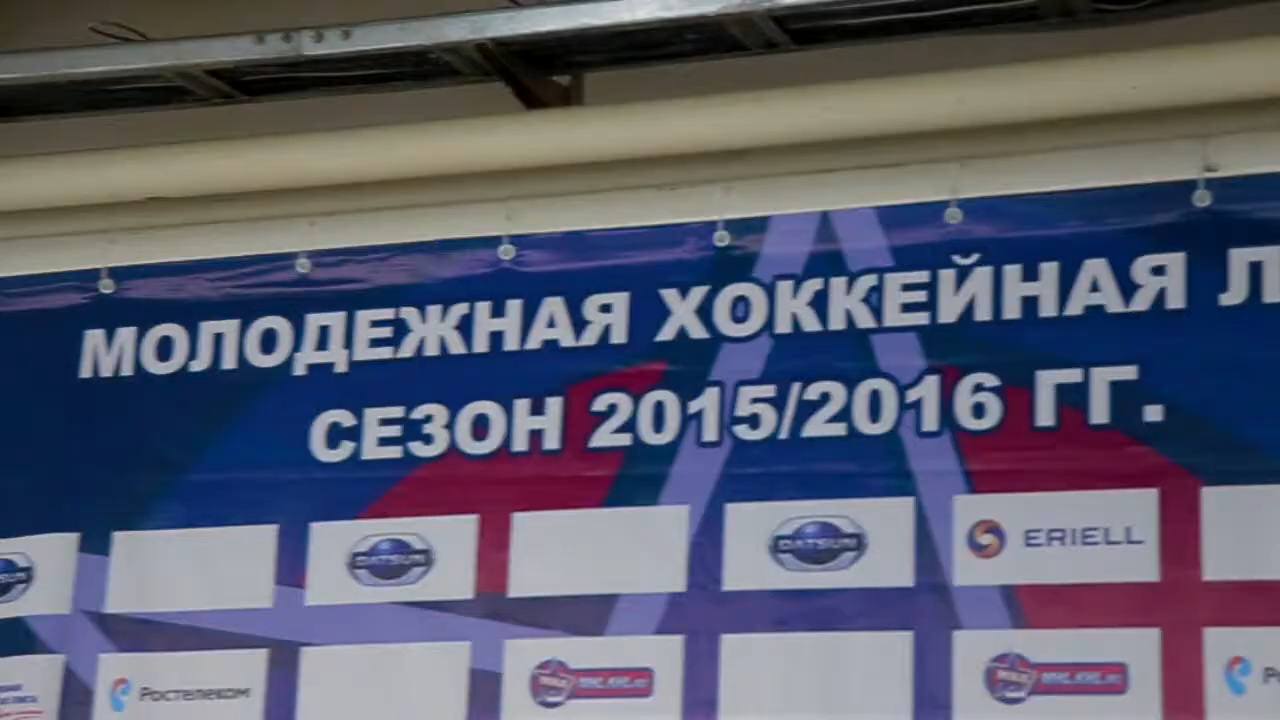 МОЛОДЕЖНАЯ ХОККЕЙНАЯ
СЕЗОН 2015/2016 ГГ.
DATSUN
DATSUN
ERIELL
Ростелеком